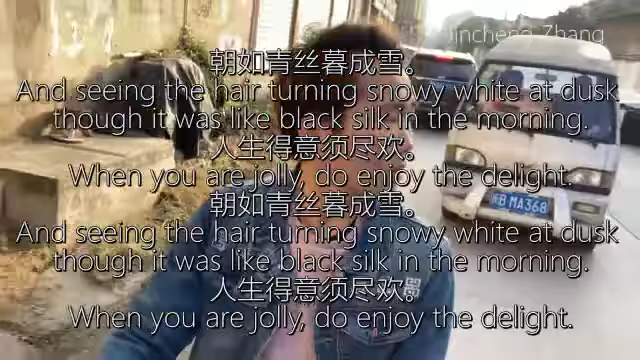 Jincheng Zhang
朝如青丝暮成雪。
And seeing the hair turning snowy white at dusk
though it was like black silk in the morning.
人生得意须尽欢。
When you are jolly, do enjoy the delight.
朝如青丝暮成雪。
And seeing the hair turning snowy white at dusk
though it was like black silk in the morning.
人生得意须尽欢。
When you are jolly, do enjoy the delight.
B MA368